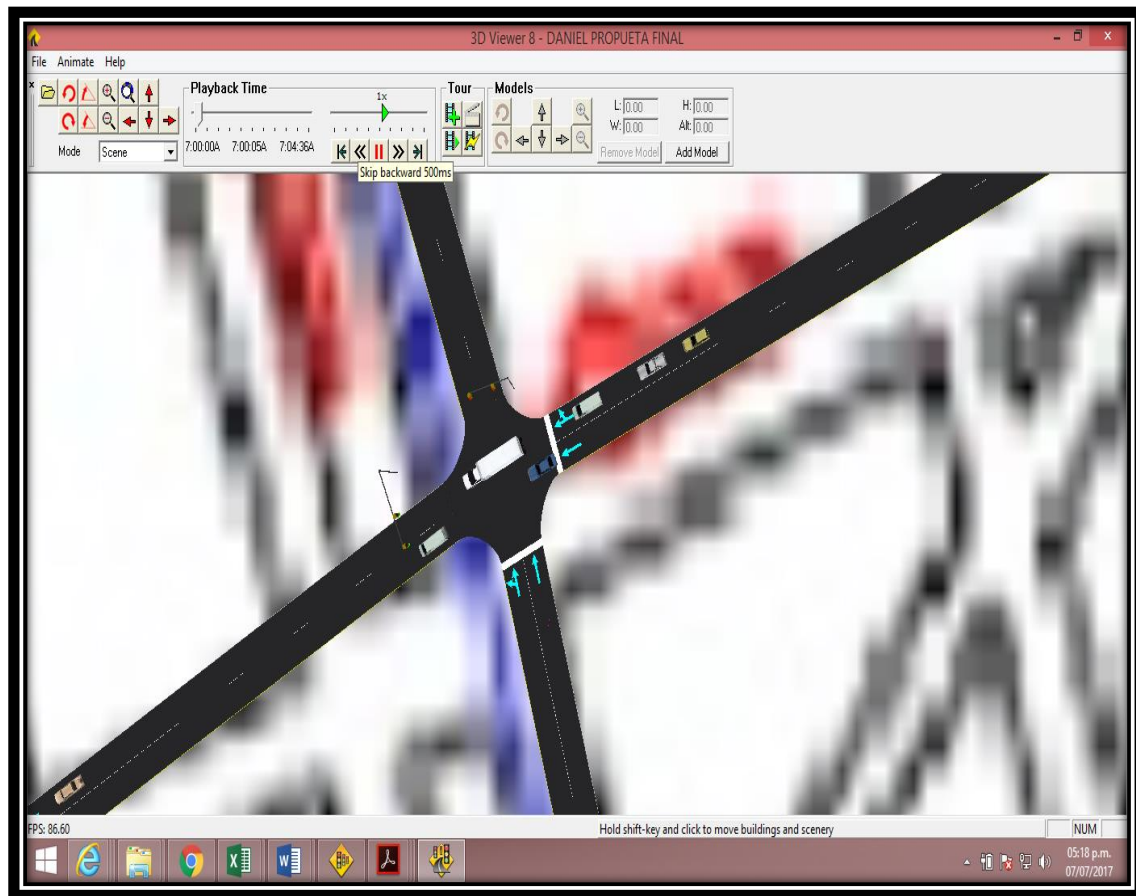 3D Viewer 8 - DANIEL PROPUETA FINAL
File Animate Help
Playback Time
1x
Tour
Models
L: 0.00 H: 0.00
W: 0.00 Alt: 0.00
Mode Scene
7:00:00A 7:00:05A 7:04:36A
Remove Model Add Model
Skip backward 500ms
FPS: 86.60
Hold shift-key and click to move buildings and scenery
NUM
05:18 p.m.
07/07/2017